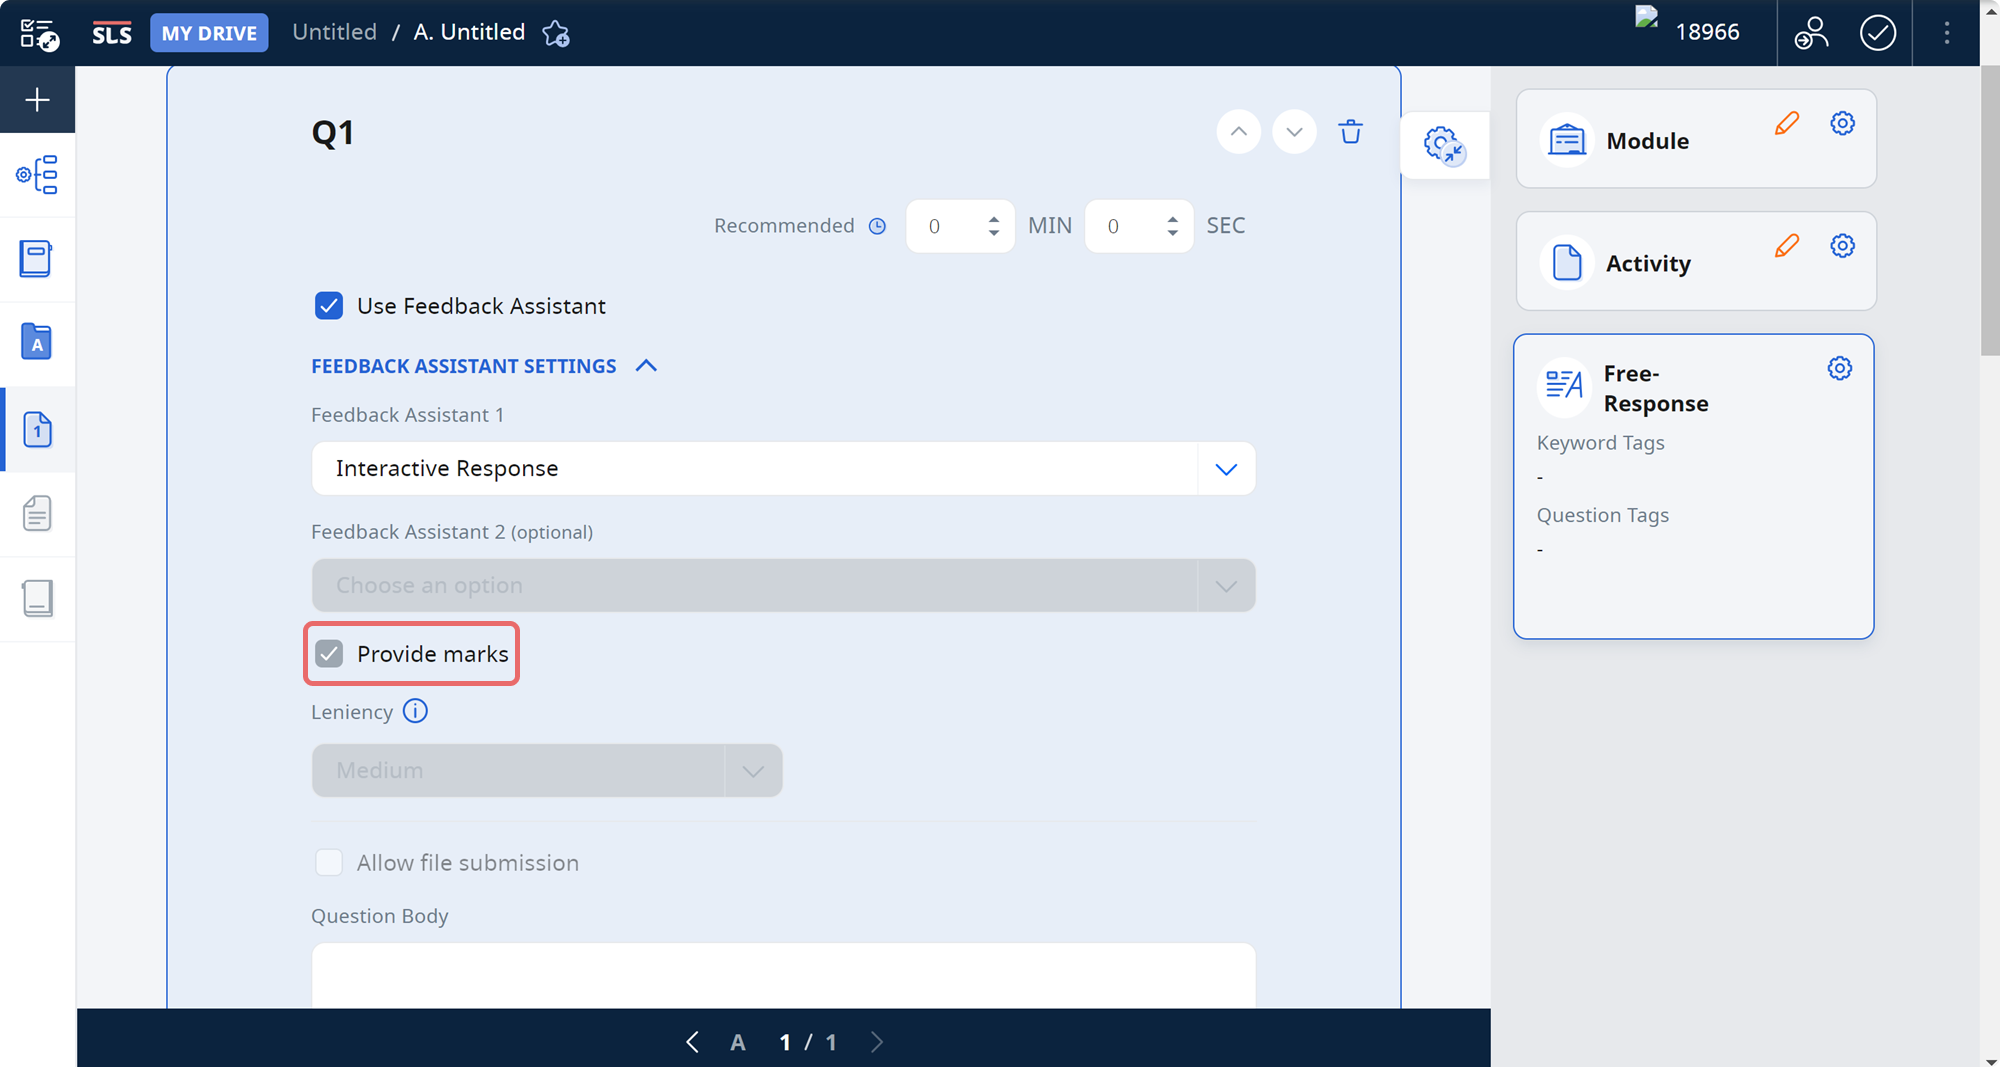 SLS MY DRIVE Untitled / A. Untitled 18966
Q1
Recommended 0 MIN 0 SEC
Use Feedback Assistant
FEEDBACK ASSISTANT SETTINGS
Feedback Assistant 1
Interactive Response
Feedback Assistant 2 (optional)
Choose an option
Provide marks
Leniency
Medium
Allow file submission
Question Body
A 1 / 1
A
1
Module
Activity
Free-
Response
Keyword Tags
-
Question Tags
-